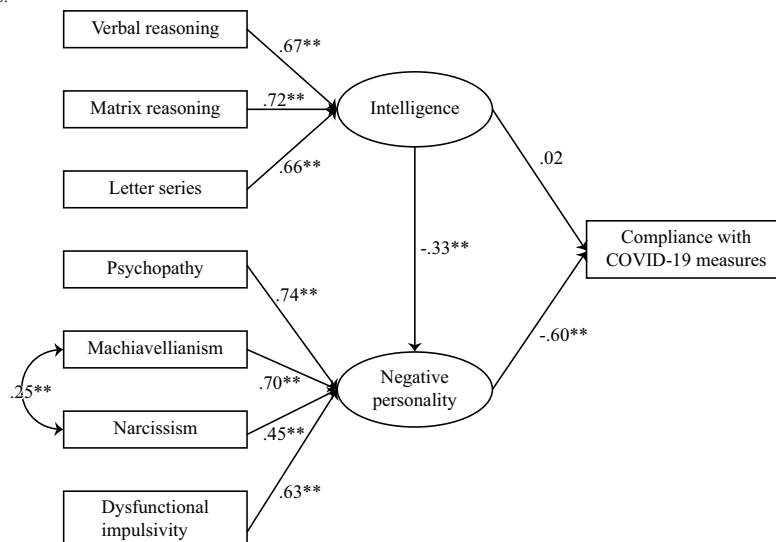 Verbal reasoning
.67**
Matrix reasoning
.72**
Intelligence
Letter series
.66**
.02
Psychopathy
-.33**
Compliance with
COVID-19 measures
.74**
Machiavellianism
-.60**
.25**
.70**
Negative
personality
Narcissism
.45**
.63**
Dysfunctional
impulsivity